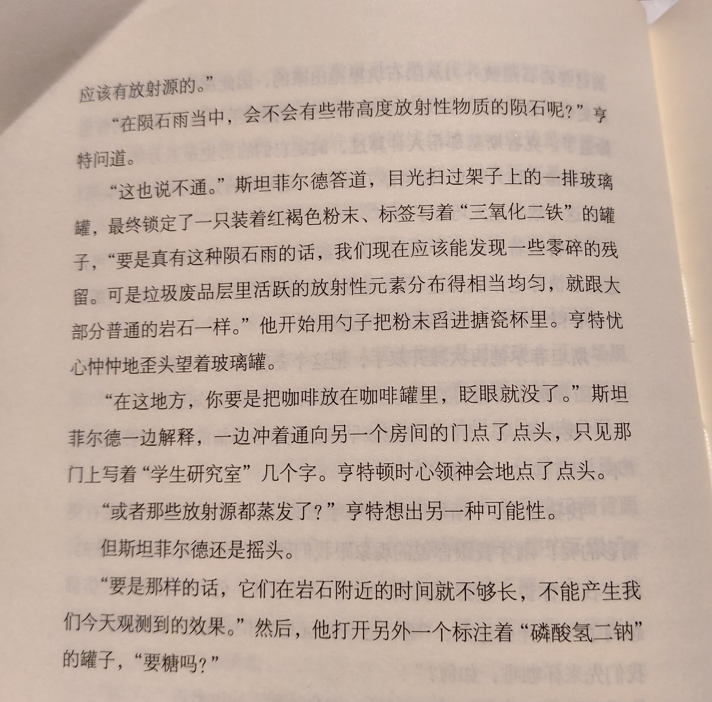 应该有放射源的。”
“在陨石雨当中，会不会有些带高度放射性物质的陨石呢？”亨
特问道。
“这也说不通。”斯坦菲尔德答道，目光扫过架子上的一排玻璃
罐，最终锁定了一只装着红褐色粉末、标签写着“三氧化二铁”的罐
子，“要是真有这种陨石雨的话，我们现在应该能发现一些零碎的残
留。可是垃圾废品层里活跃的放射性元素分布得相当均匀，就跟大
部分普通的岩石一样。”他开始用勺子把粉末舀进搪瓷杯里。亨特忧
心忡忡地歪头望着玻璃罐。
“在这地方，你要是把咖啡放在咖啡罐里，眨眼就没了。”斯坦
菲尔德一边解释，一边冲着通向另一个房间的门点了点头，只见那
门上写着“学生研究室”几个字。亨特顿时心领神会地点了点头。
“或者那些放射源都蒸发了？”亨特想出另一种可能性。
但斯坦菲尔德还是摇头。
“要是那样的话，它们在岩石附近的时间就不够长，不能产生我
们今天观测到的效果。”然后，他打开另外一个标注着“磷酸氢二钠”
的罐子，“要糖吗？”